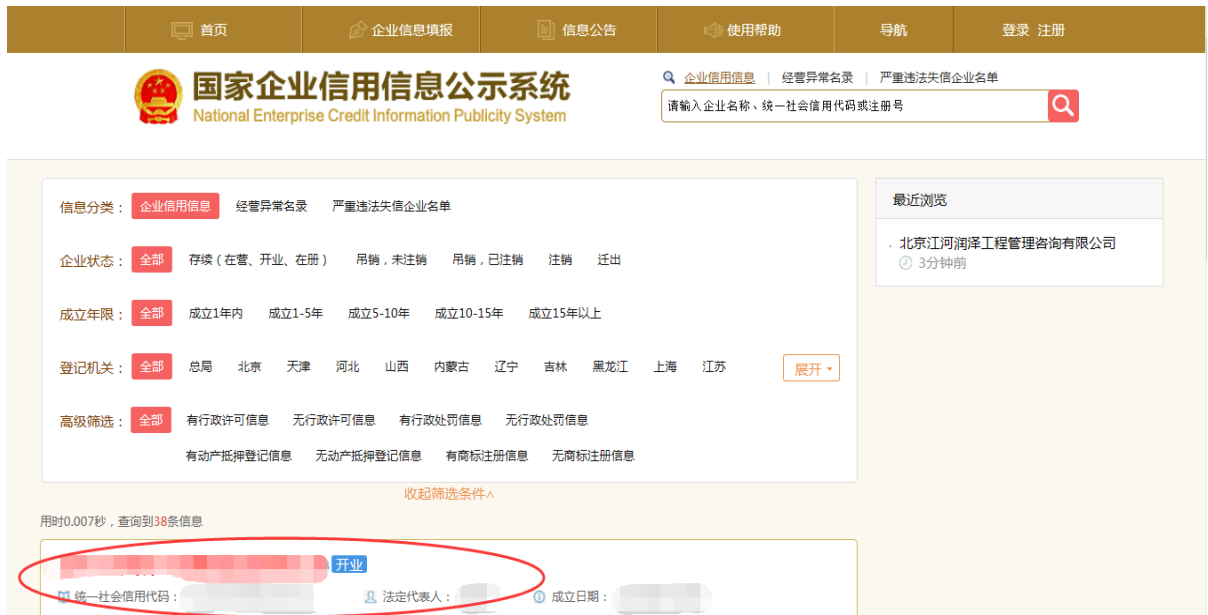 首页 企业信息填报 信息公告 使用帮助 导航 登录 注册
国家企业信用信息公示系统
National Enterprise Credit Information Publicity System
企业信用信息 | 经营异常名录 | 严重违法失信企业名单
请输入企业名称、统一社会信用代码或注册号
信息分类： 企业信用信息 经营异常名录 严重违法失信企业名单
企业状态： 全部 存续（在营、开业、在册） 吊销，未注销 吊销，已注销 注销 迁出
成立年限： 全部 成立1年内 成立1-5年 成立5-10年 成立10-15年 成立15年以上
登记机关： 全部 总局 北京 天津 河北 山西 内蒙古 辽宁 吉林 黑龙江 上海 江苏 展开
高级筛选： 全部 有行政许可信息 无行政许可信息 有行政处罚信息 无行政处罚信息
有动产抵押登记信息 无动产抵押登记信息 有商标注册信息 无商标注册信息
收起筛选条件∧
最近浏览
. 北京江河润泽工程管理咨询有限公司
3分钟前
用时0.007秒，查询到38条信息
开业
统一社会信用代码： 法定代表人： 成立日期：